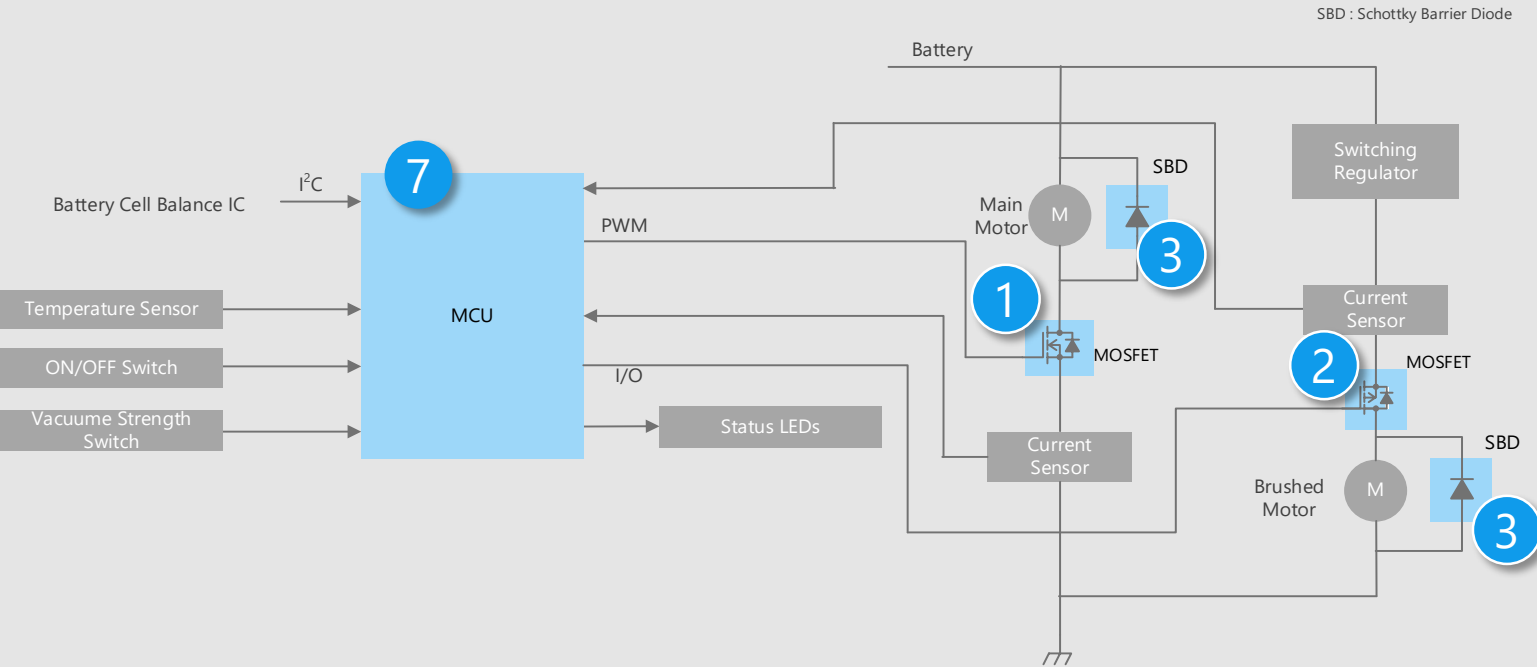 SBD : Schottky Barrier Diode
Battery
7
Switching
Regulator
I²C
SBD
Battery Cell Balance IC
Main
Motor
M
PWM
3
1
Temperature Sensor
MCU
Current
Sensor
MOSFET
2
MOSFET
ON/OFF Switch
I/O
Vacuume Strength
Switch
Status LEDs
Current
Sensor
SBD
Brushed
Motor
M
3